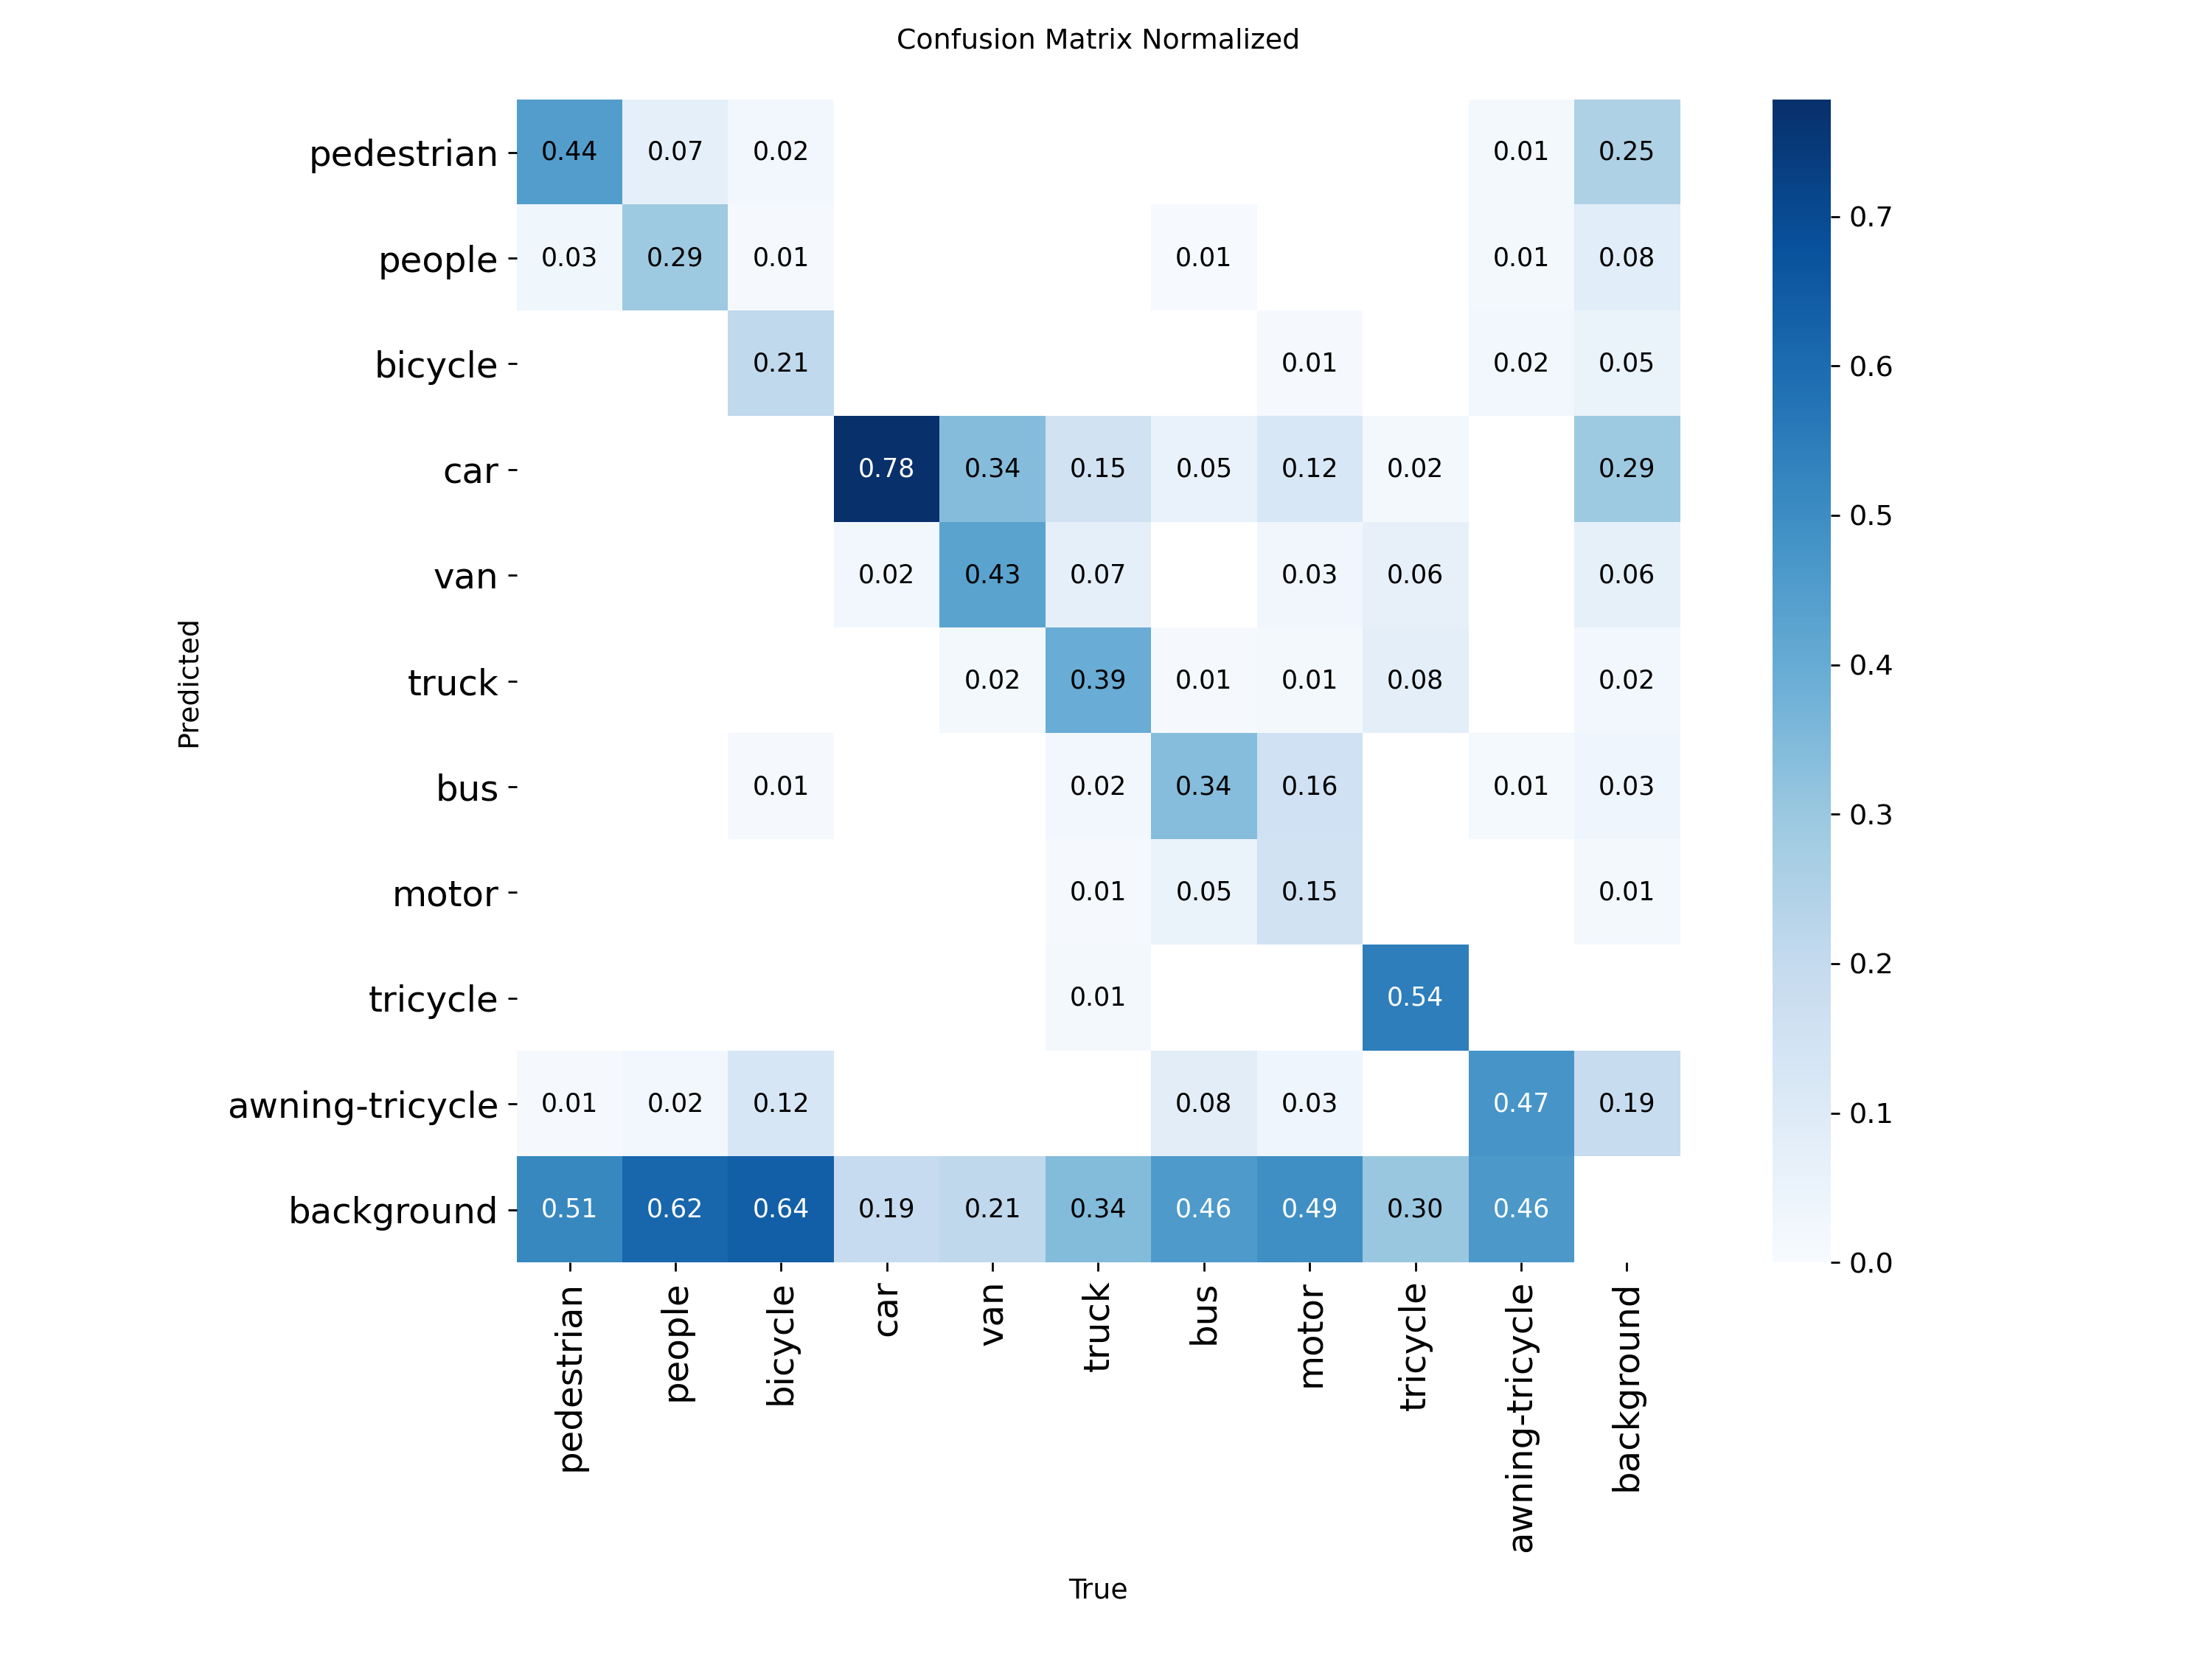 Confusion Matrix Normalized
pedestrian 0.44 0.07 0.02 0.01 0.25
people 0.03 0.29 0.01 0.01 0.01 0.08
bicycle 0.21 0.01 0.02 0.05
car 0.78 0.34 0.15 0.05 0.12 0.02 0.29
van 0.02 0.43 0.07 0.03 0.06 0.06
truck 0.02 0.39 0.01 0.01 0.08 0.02
bus 0.01 0.02 0.34 0.16 0.01 0.03
motor 0.01 0.05 0.15 0.01
tricycle 0.01 0.54
awning-tricycle 0.01 0.02 0.12 0.08 0.03 0.47 0.19
background 0.51 0.62 0.64 0.19 0.21 0.34 0.46 0.49 0.30 0.46
Predicted
pedestrian
people
bicycle
car
van
truck
bus
motor
tricycle
awning-tricycle
background
True
0.7
0.6
0.5
0.4
0.3
0.2
0.1
0.0